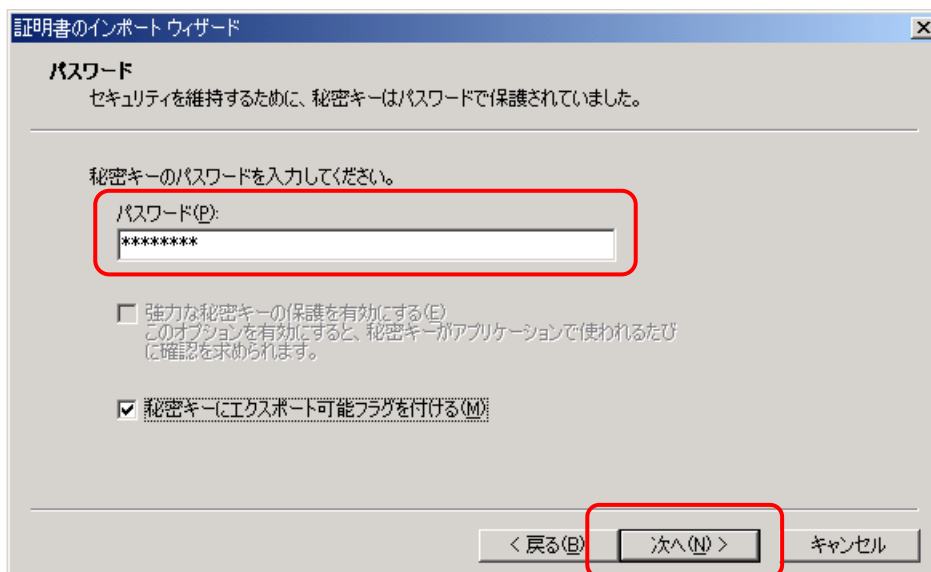 証明書のインポート ウィザード
パスワード
セキュリティを維持するために、秘密キーはパスワードで保護されていました。
秘密キーのパスワードを入力してください。
パスワード(P):
********
強力な秘密キーの保護を有効にする(E)
このオプションを有効にすると、秘密キーがアプリケーションで使われるたび
に確認を求められます。
秘密キーにエクスポート可能フラグを付ける(M)
< 戻る(B)
次へ(N) >
キャンセル